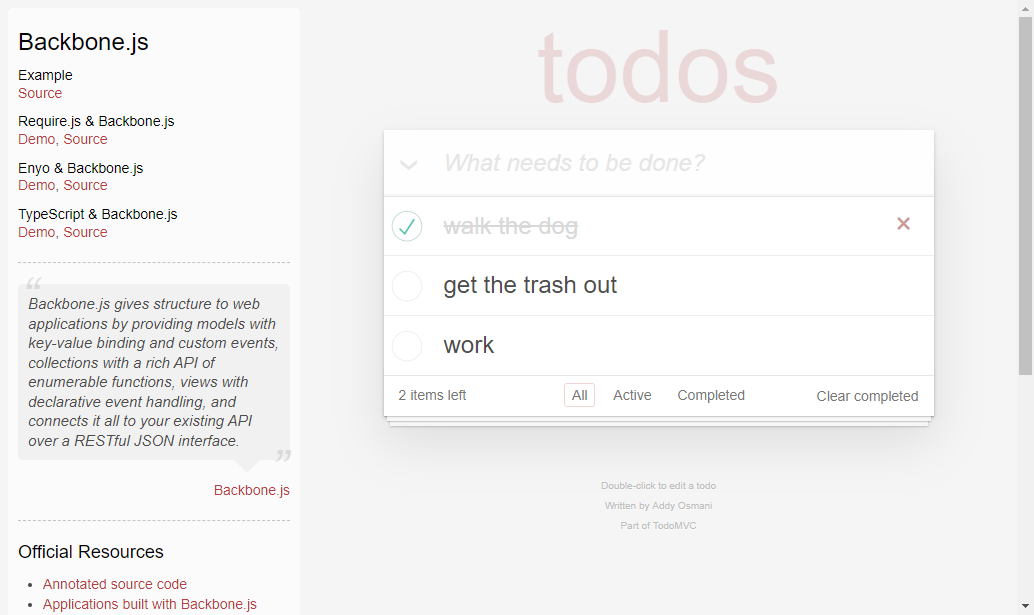 Backbone.js
Example
Source
Require.js & Backbone.js
Demo, Source
Enyo & Backbone.js
Demo, Source
TypeScript & Backbone.js
Demo, Source
“
Backbone.js gives structure to web
applications by providing models with
key-value binding and custom events,
collections with a rich API of
enumerable functions, views with
declarative event handling, and
connects it all to your existing API
over a RESTful JSON interface.
”
Backbone.js
Official Resources
• Annotated source code
• Applications built with Backbone.js
todos
What needs to be done?
walk the dog ×
get the trash out
work
2 items left All Active Completed Clear completed
Double-click to edit a todo
Written by Addy Osmani
Part of TodoMVC